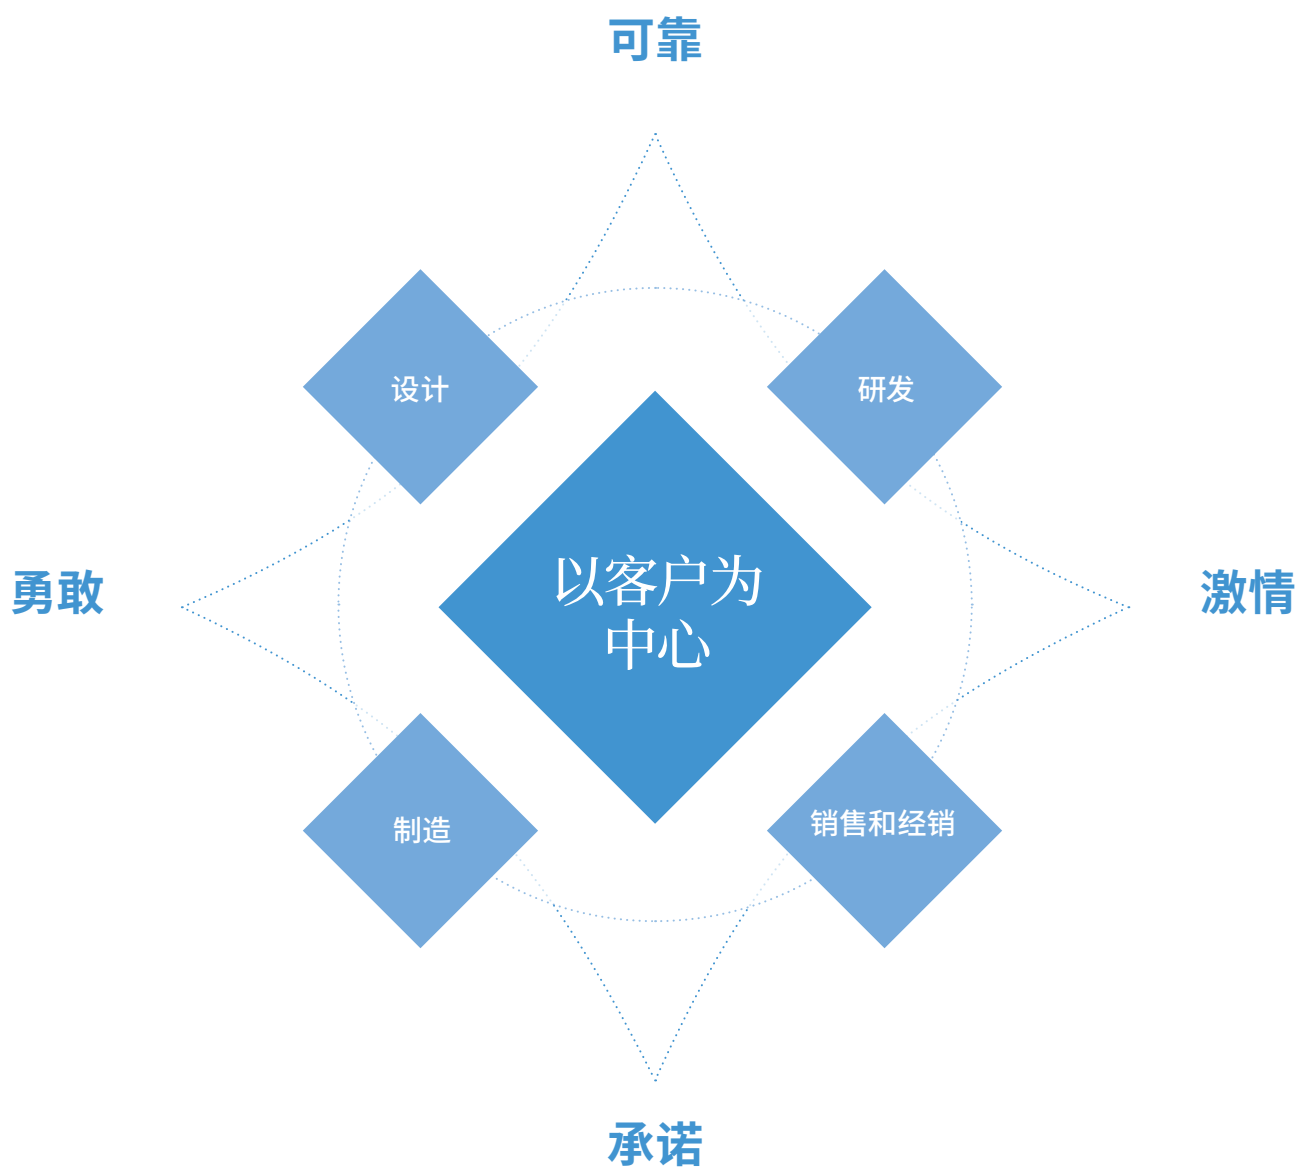 可靠
设计
研发
以客户为
中心
勇敢
激情
制造
销售和经销
承诺